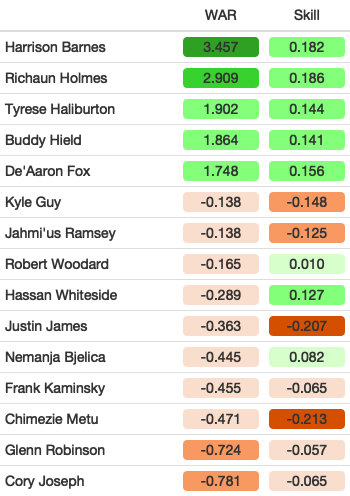 WAR Skill
Harrison Barnes 3.457 0.182
Richaun Holmes 2.909 0.186
Tyrese Haliburton 1.902 0.144
Buddy Hield 1.864 0.141
De'Aaron Fox 1.748 0.156
Kyle Guy -0.138 -0.148
Jahmi'us Ramsey -0.138 -0.125
Robert Woodard -0.165 0.010
Hassan Whiteside -0.289 0.127
Justin James -0.363 -0.207
Nemanja Bjelica -0.445 0.082
Frank Kaminsky -0.455 -0.065
Chimezie Metu -0.471 -0.213
Glenn Robinson -0.724 -0.057
Cory Joseph -0.781 -0.065